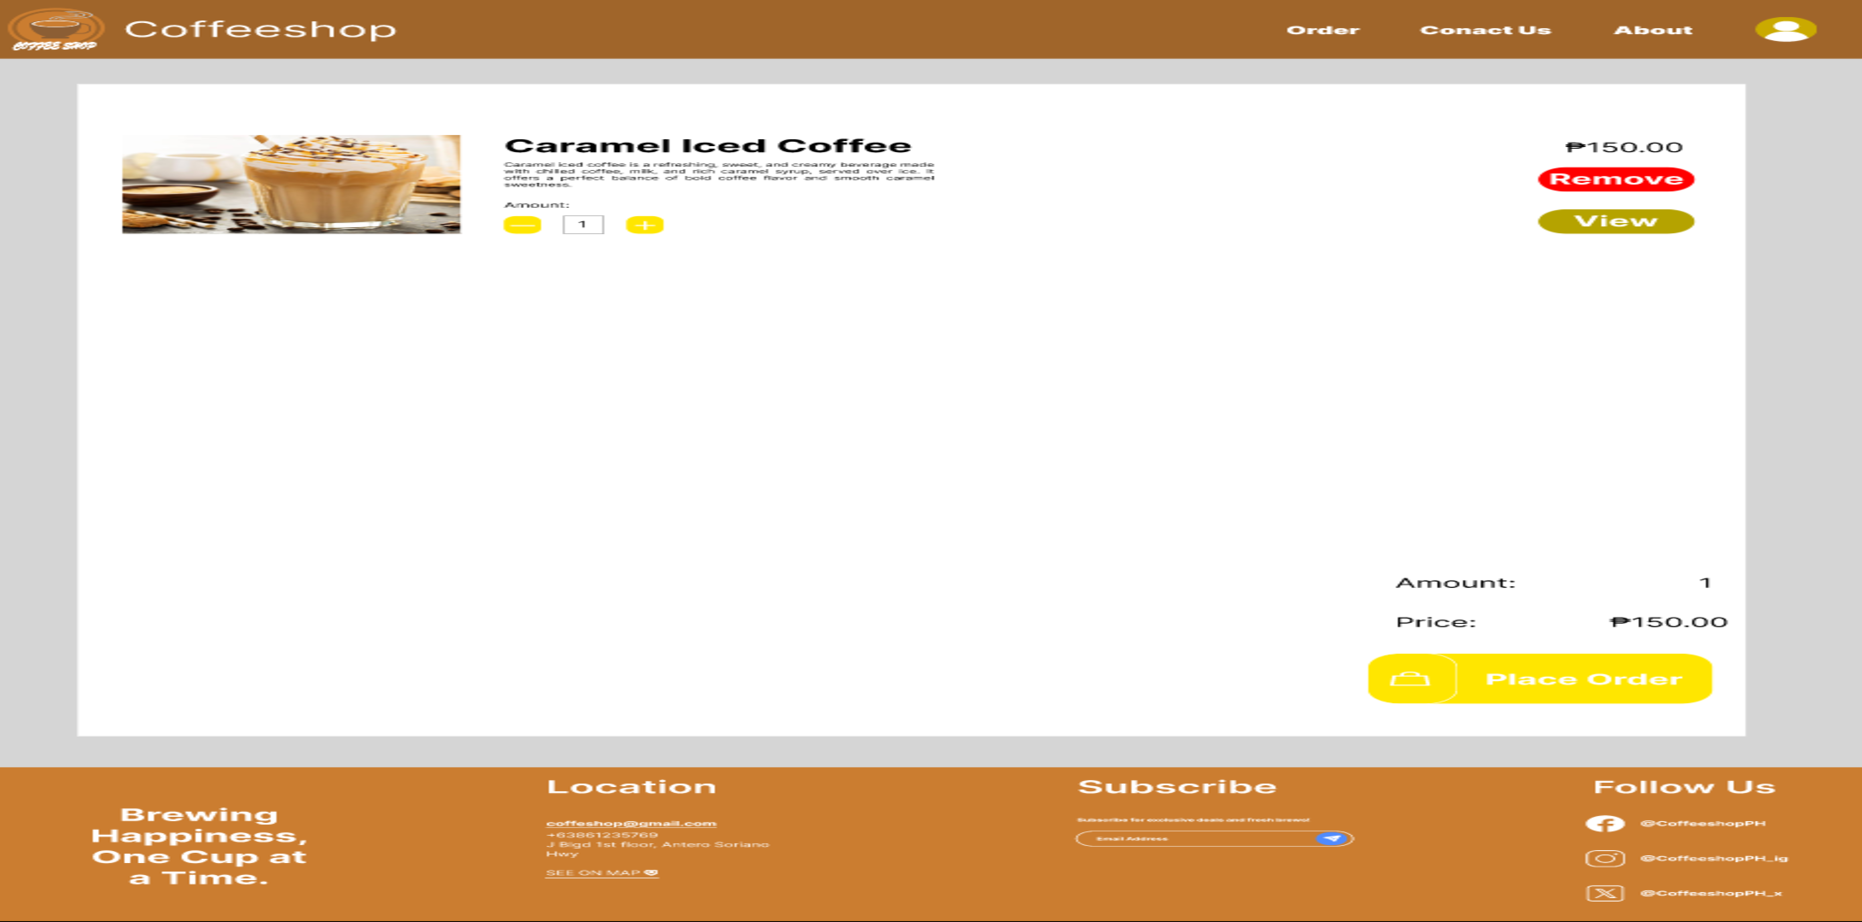 COFFEE SHOP
Coffeeshop
Order
Conact Us
About
Caramel Iced Coffee
Caramel iced coffee is a refreshing, sweet, and creamy beverage made
with chilled coffee, milk, and rich caramel syrup, served over ice. It
offers a perfect balance of bold coffee flavor and smooth caramel
sweetness.
Amount:
1
₱150.00
Remove
View
Amount: 1
Price: ₱150.00
Place Order
Brewing
Happiness,
One Cup at
a Time.
Location
coffeshop@gmail.com
+63861235769
J Bigd 1st floor, Antero Soriano
Hwy
SEE ON MAP
Subscribe
Subscribe for exclusive deals and fresh brews!
Email Address
Follow Us
@CoffeeshopPH
@CoffeeshopPH_ig
@CoffeeshopPH_x